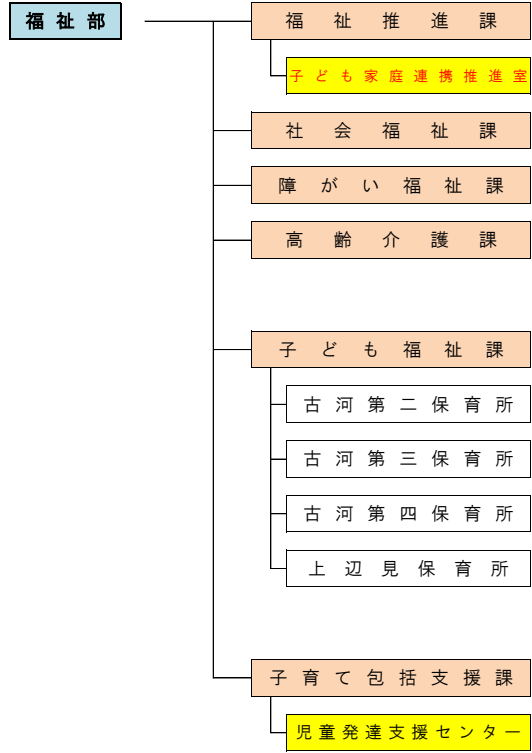 福祉部
福祉推進課
子ども家庭連携推進室
社会福祉課
障がい福祉課
高齢介護課
子ども福祉課
古河第二保育所
古河第三保育所
古河第四保育所
上辺見保育所
子育て包括支援課
児童発達支援センター